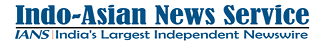 Indo-Asian News Service
IANS|India's Largest Independent Newswire